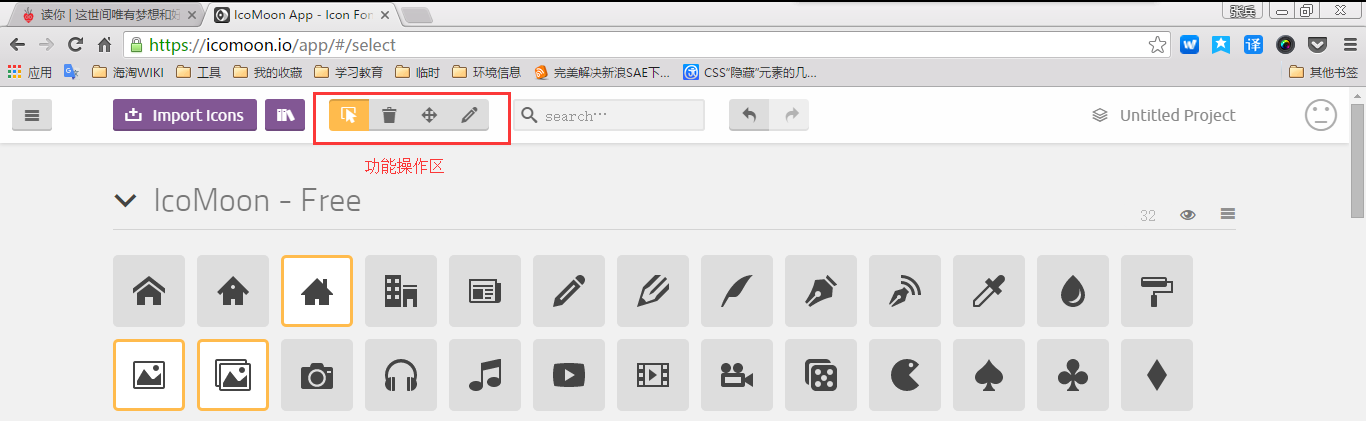 读你 | 这世间唯有梦想和好
IcoMoon App - Icon Fon
张兵
https://icomoon.io/app/#/select
应用
海淘WIKI
工具
我的收藏
学习教育
临时
环境信息
完美解决新浪SAE下...
CSS“隐藏”元素的几...
其他书签
Import Icons
search...
Untitled Project
功能操作区
IcoMoon - Free
32